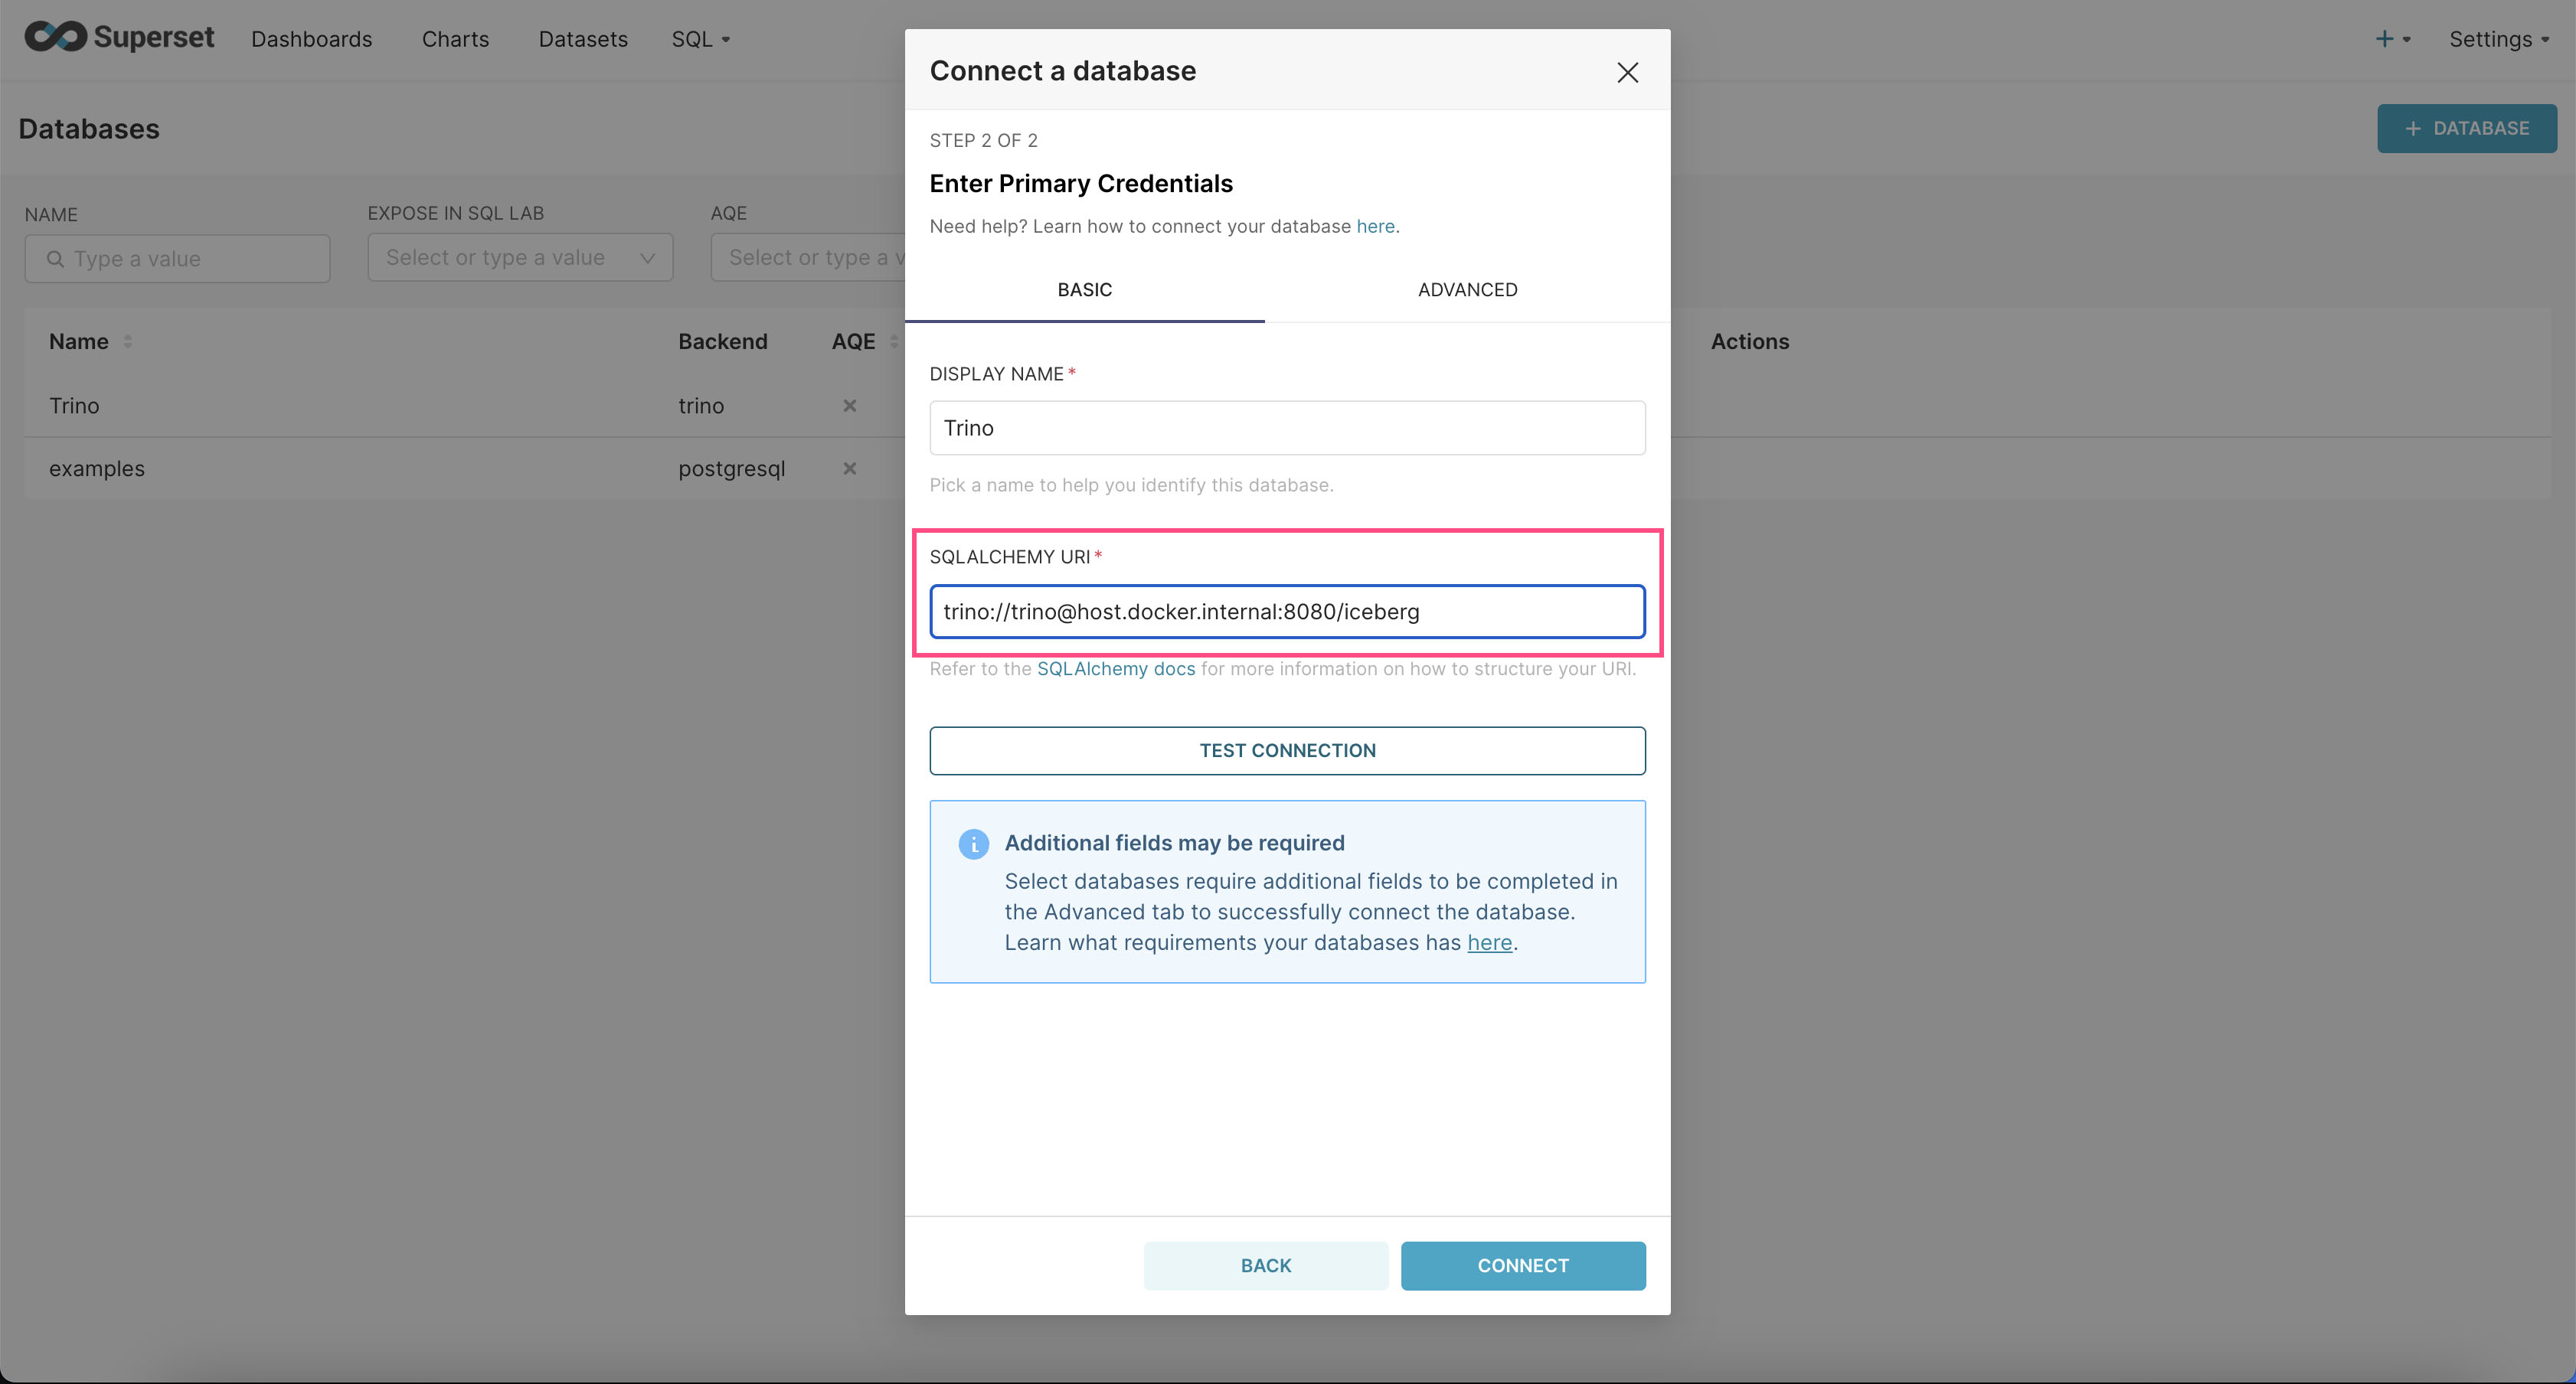 Superset
Dashboards
Charts
Datasets
SQL
+
Settings
Databases
+ DATABASE
NAME
EXPOSE IN SQL LAB
AQE
Type a value
Select or type a value
Select or type a v
Name
Backend
AQE
Actions
Trino
trino
examples
postgresql
Connect a database
STEP 2 OF 2
Enter Primary Credentials
Need help? Learn how to connect your database here.
BASIC
ADVANCED
DISPLAY NAME*
Trino
Pick a name to help you identify this database.
SQLALCHEMY URI*
trino://trino@host.docker.internal:8080/iceberg
Refer to the SQLAlchemy docs for more information on how to structure your URI.
TEST CONNECTION
Additional fields may be required
Select databases require additional fields to be completed in
the Advanced tab to successfully connect the database.
Learn what requirements your databases has here.
BACK
CONNECT